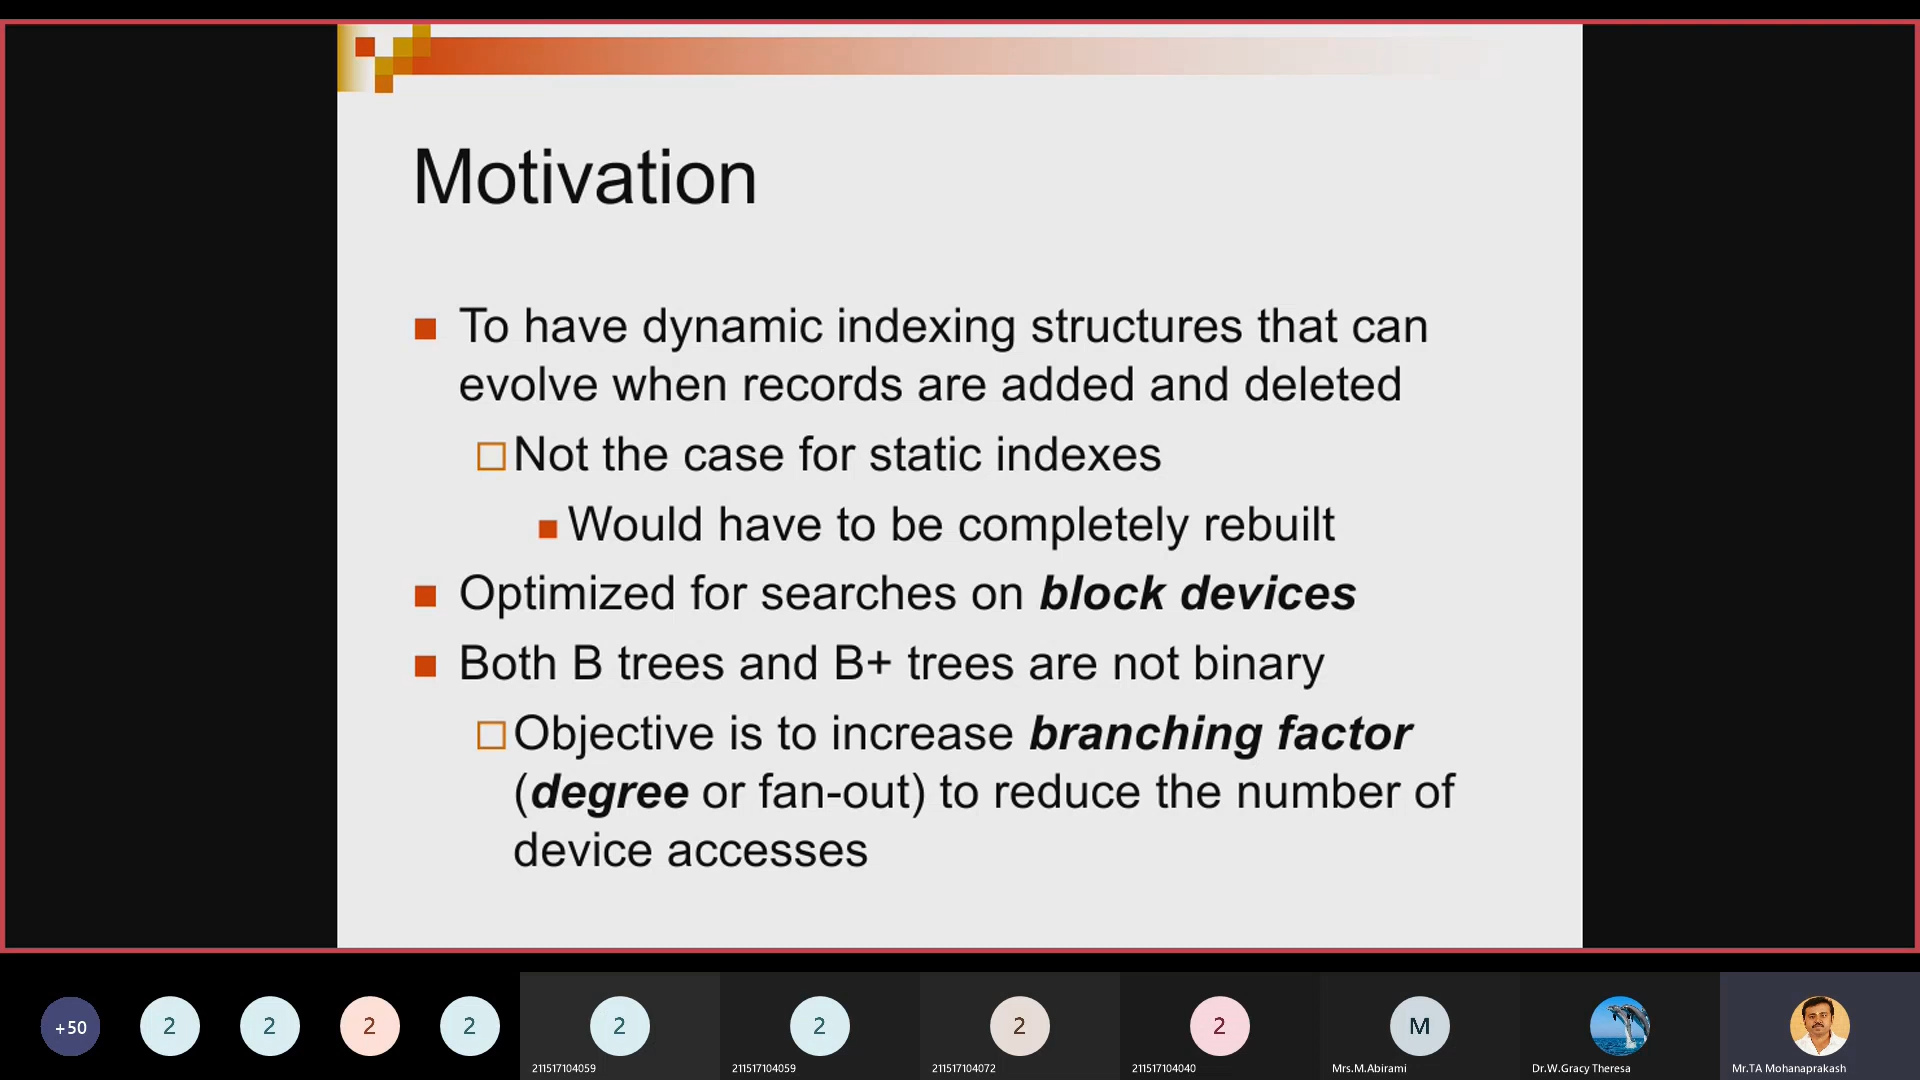 Motivation
To have dynamic indexing structures that can
evolve when records are added and deleted
Not the case for static indexes
Would have to be completely rebuilt
Optimized for searches on block devices
Both B trees and B+ trees are not binary
Objective is to increase branching factor
(degree or fan-out) to reduce the number of
device accesses
+50
2
2
2
2
2
2
2
2
M
211517104059
211517104059
211517104072
211517104040
Mrs.M.Abirami
Dr.W.Gracy Theresa
Mr.TA Mohanaprakash